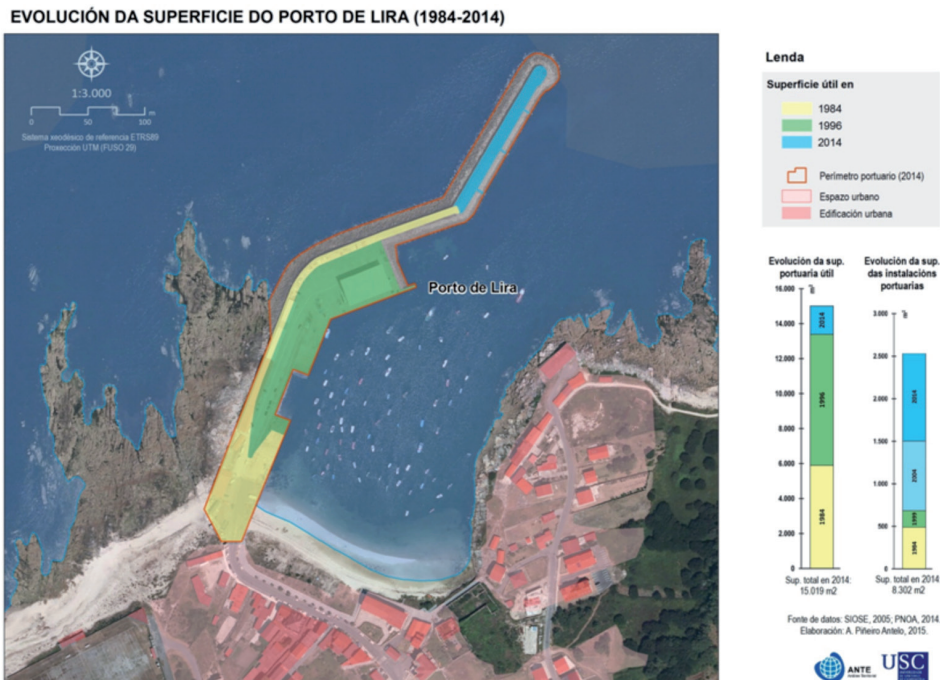 EVOLUCIÓN DA SUPERFICIE DO PORTO DE LIRA (1984-2014)
1:3.000
0 50 100 m
Sistema xeodésico de referencia ETRS89
Proxección UTM (FUSO 29)
Porto de Lira
Lenda
Superficie útil en
1984
1996
2014
Perímetro portuario (2014)
Espazo urbano
Edificación urbana
Evolución da sup.
portuaria útil
16.000
m²
14.000
12.000
10.000
8.000
6.000
4.000
2.000
0
2014
1996
1984
Sup. total en 2014:
15.019 m2
Evolución da sup.
das instalacións
portuarias
3.000
m²
2.500
2.000
1.500
1.000
500
0
2014
2004
1999
1984
Sup. total en 2014
8.302 m2
Fonte de datos: SIOSE, 2005; PNOA, 2014
Elaboración: A. Piñeiro Antelo, 2015.
ANTE
USC